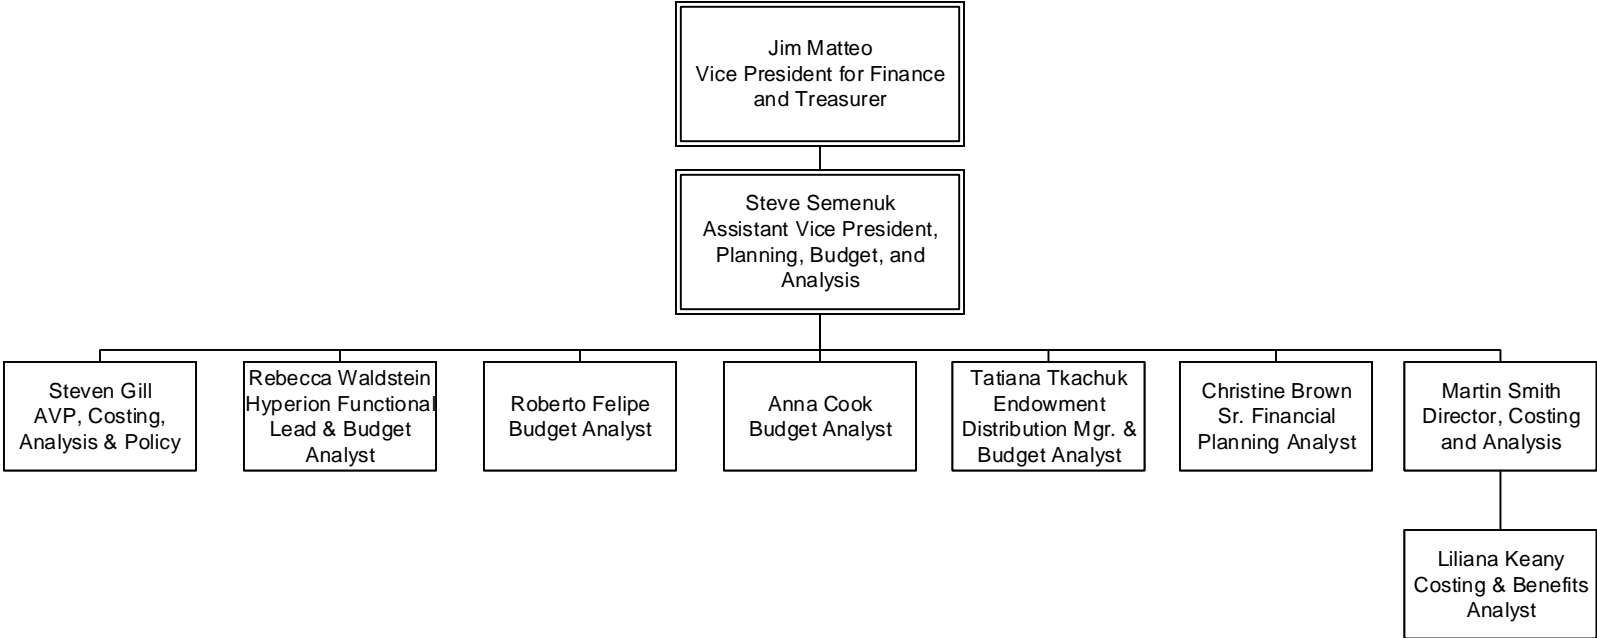 Jim Matteo
Vice President for Finance
and Treasurer
Steve Semenuk
Assistant Vice President,
Planning, Budget, and
Analysis
Steven Gill
AVP, Costing,
Analysis & Policy
Rebecca Waldstein
Hyperion Functional
Lead & Budget
Analyst
Roberto Felipe
Budget Analyst
Anna Cook
Budget Analyst
Tatiana Tkachuk
Endowment
Distribution Mgr. &
Budget Analyst
Christine Brown
Sr. Financial
Planning Analyst
Martin Smith
Director, Costing
and Analysis
Liliana Keany
Costing & Benefits
Analyst